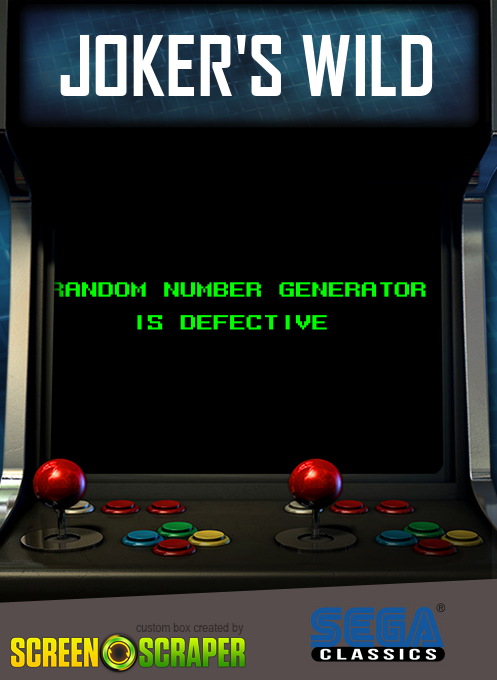 JOKER'S WILD
RANDOM NUMBER GENERATOR
IS DEFECTIVE
custom box created by
SCREEN SCRAPER
SEGA®
CLASSICS